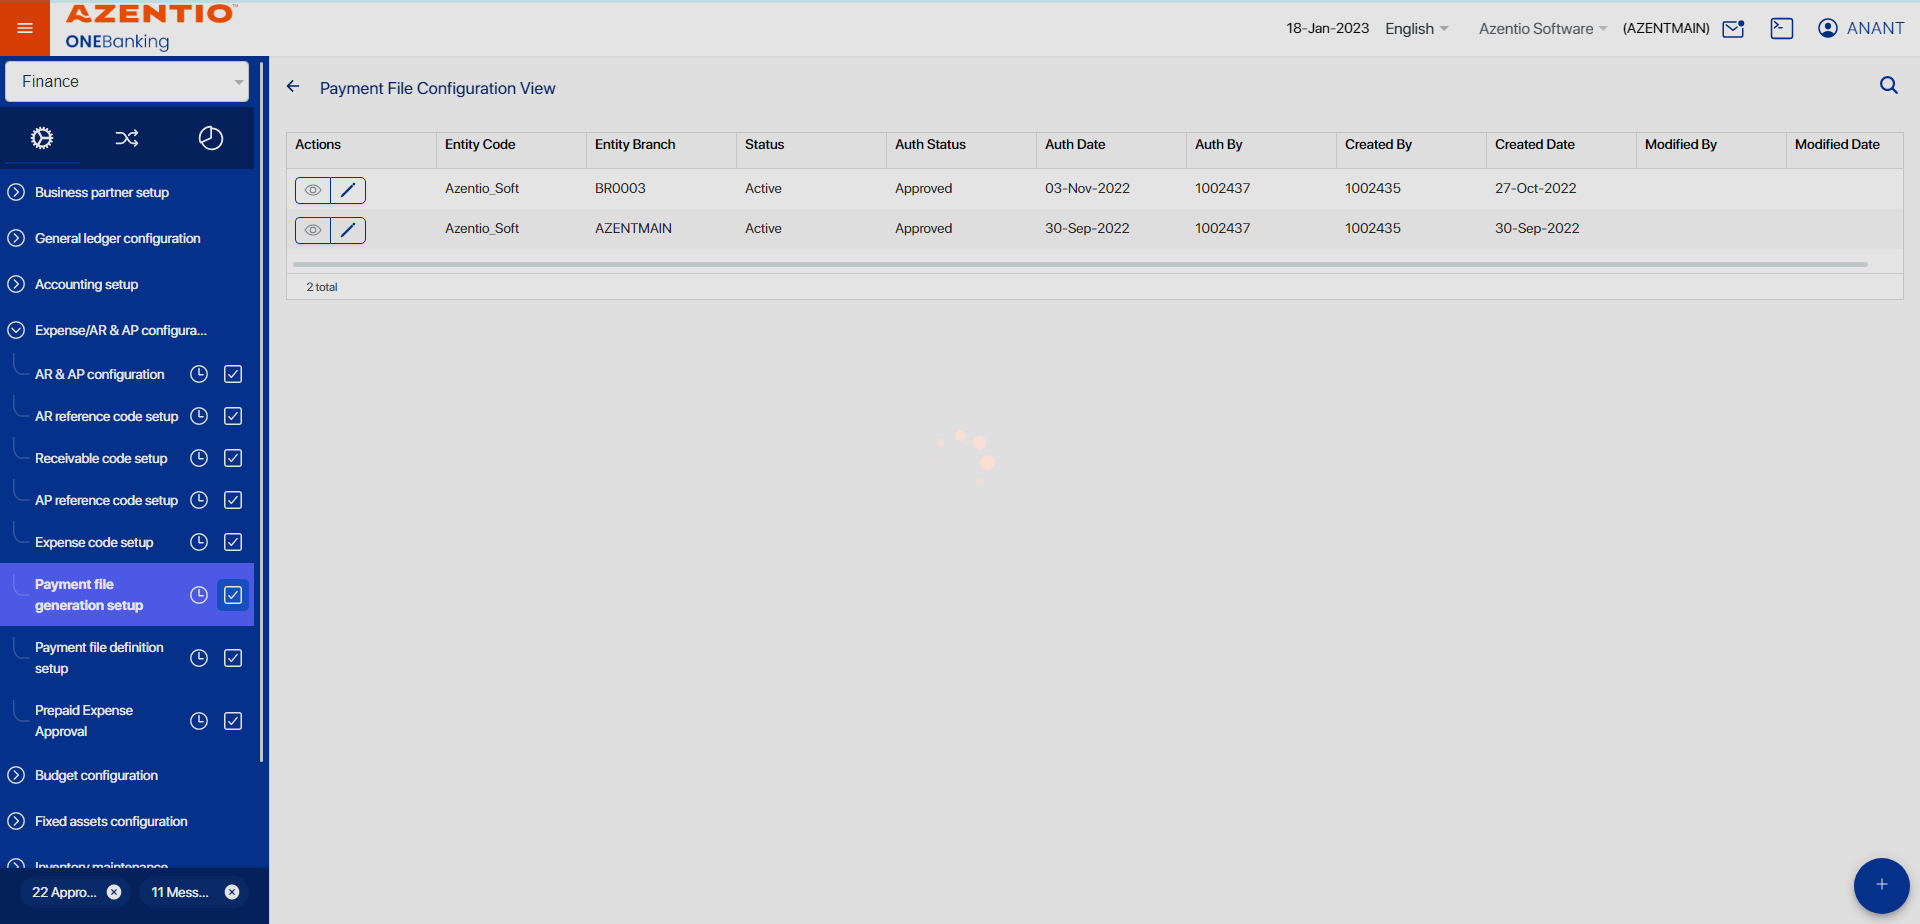 AZENTIO™
ONEBanking
18-Jan-2023
English
Azentio Software
(AZENTMAIN)
ANANT
Finance
Business partner setup
General ledger configuration
Accounting setup
Expense/AR & AP configura...
AR & AP configuration
AR reference code setup
Receivable code setup
AP reference code setup
Expense code setup
Payment file
generation setup
Payment file definition
setup
Prepaid Expense
Approval
Budget configuration
Fixed assets configuration
Inventory maintenance
22 Appro...
11 Mess...
Payment File Configuration View
Actions Entity Code Entity Branch Status Auth Status Auth Date Auth By Created By Created Date Modified By Modified Date
Azentio_Soft BR0003 Active Approved 03-Nov-2022 1002437 1002435 27-Oct-2022
Azentio_Soft AZENTMAIN Active Approved 30-Sep-2022 1002437 1002435 30-Sep-2022
2 total